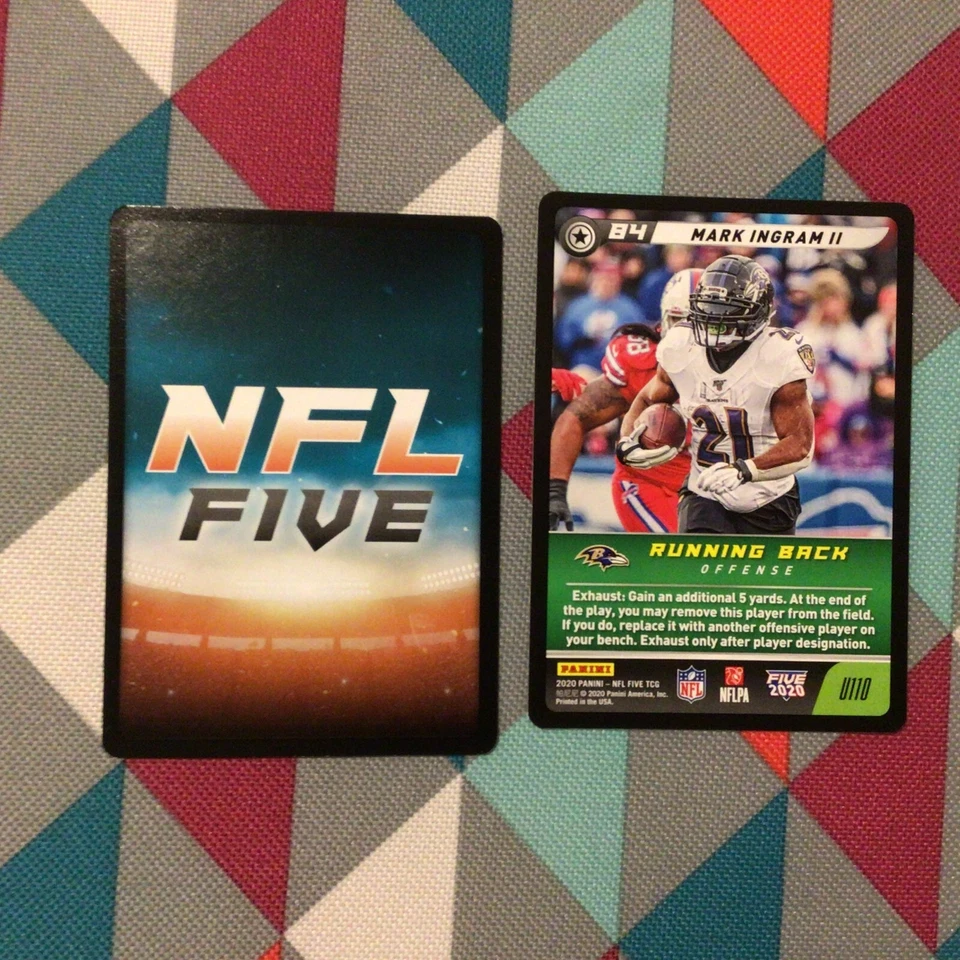 NFL
FIVE
84 MARK INGRAM II
38
21
21
RUNNING BACK
OFFENSE
Exhaust: Gain an additional 5 yards. At the end of
the play, you may remove this player from the field.
If you do, replace it with another offensive player on
your bench. Exhaust only after player designation.
PANINI
2020 PANINI – NFL FIVE TCG
© 2020 Panini America, Inc.
Printed in the USA.
NFL
NFLPA
FIVE
2020
U110